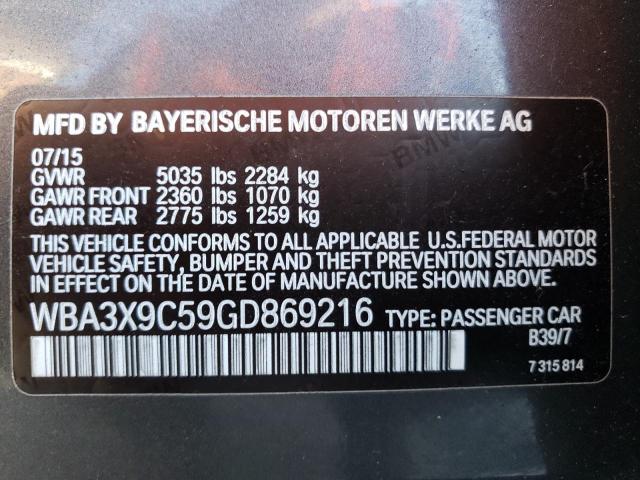 MFD BY BAYERISCHE MOTOREN WERKE AG
07/15
GVWR 5035 lbs 2284 kg
GAWR FRONT 2360 lbs 1070 kg
GAWR REAR 2775 lbs 1259 kg
THIS VEHICLE CONFORMS TO ALL APPLICABLE U.S.FEDERAL MOTOR
VEHICLE SAFETY, BUMPER AND THEFT PREVENTION STANDARDS
IN EFFECT ON THE DATE OF MANUFACTURE SHOWN ABOVE.
WBA3X9C59GD869216 TYPE: PASSENGER CAR
B39/7
7 315 814